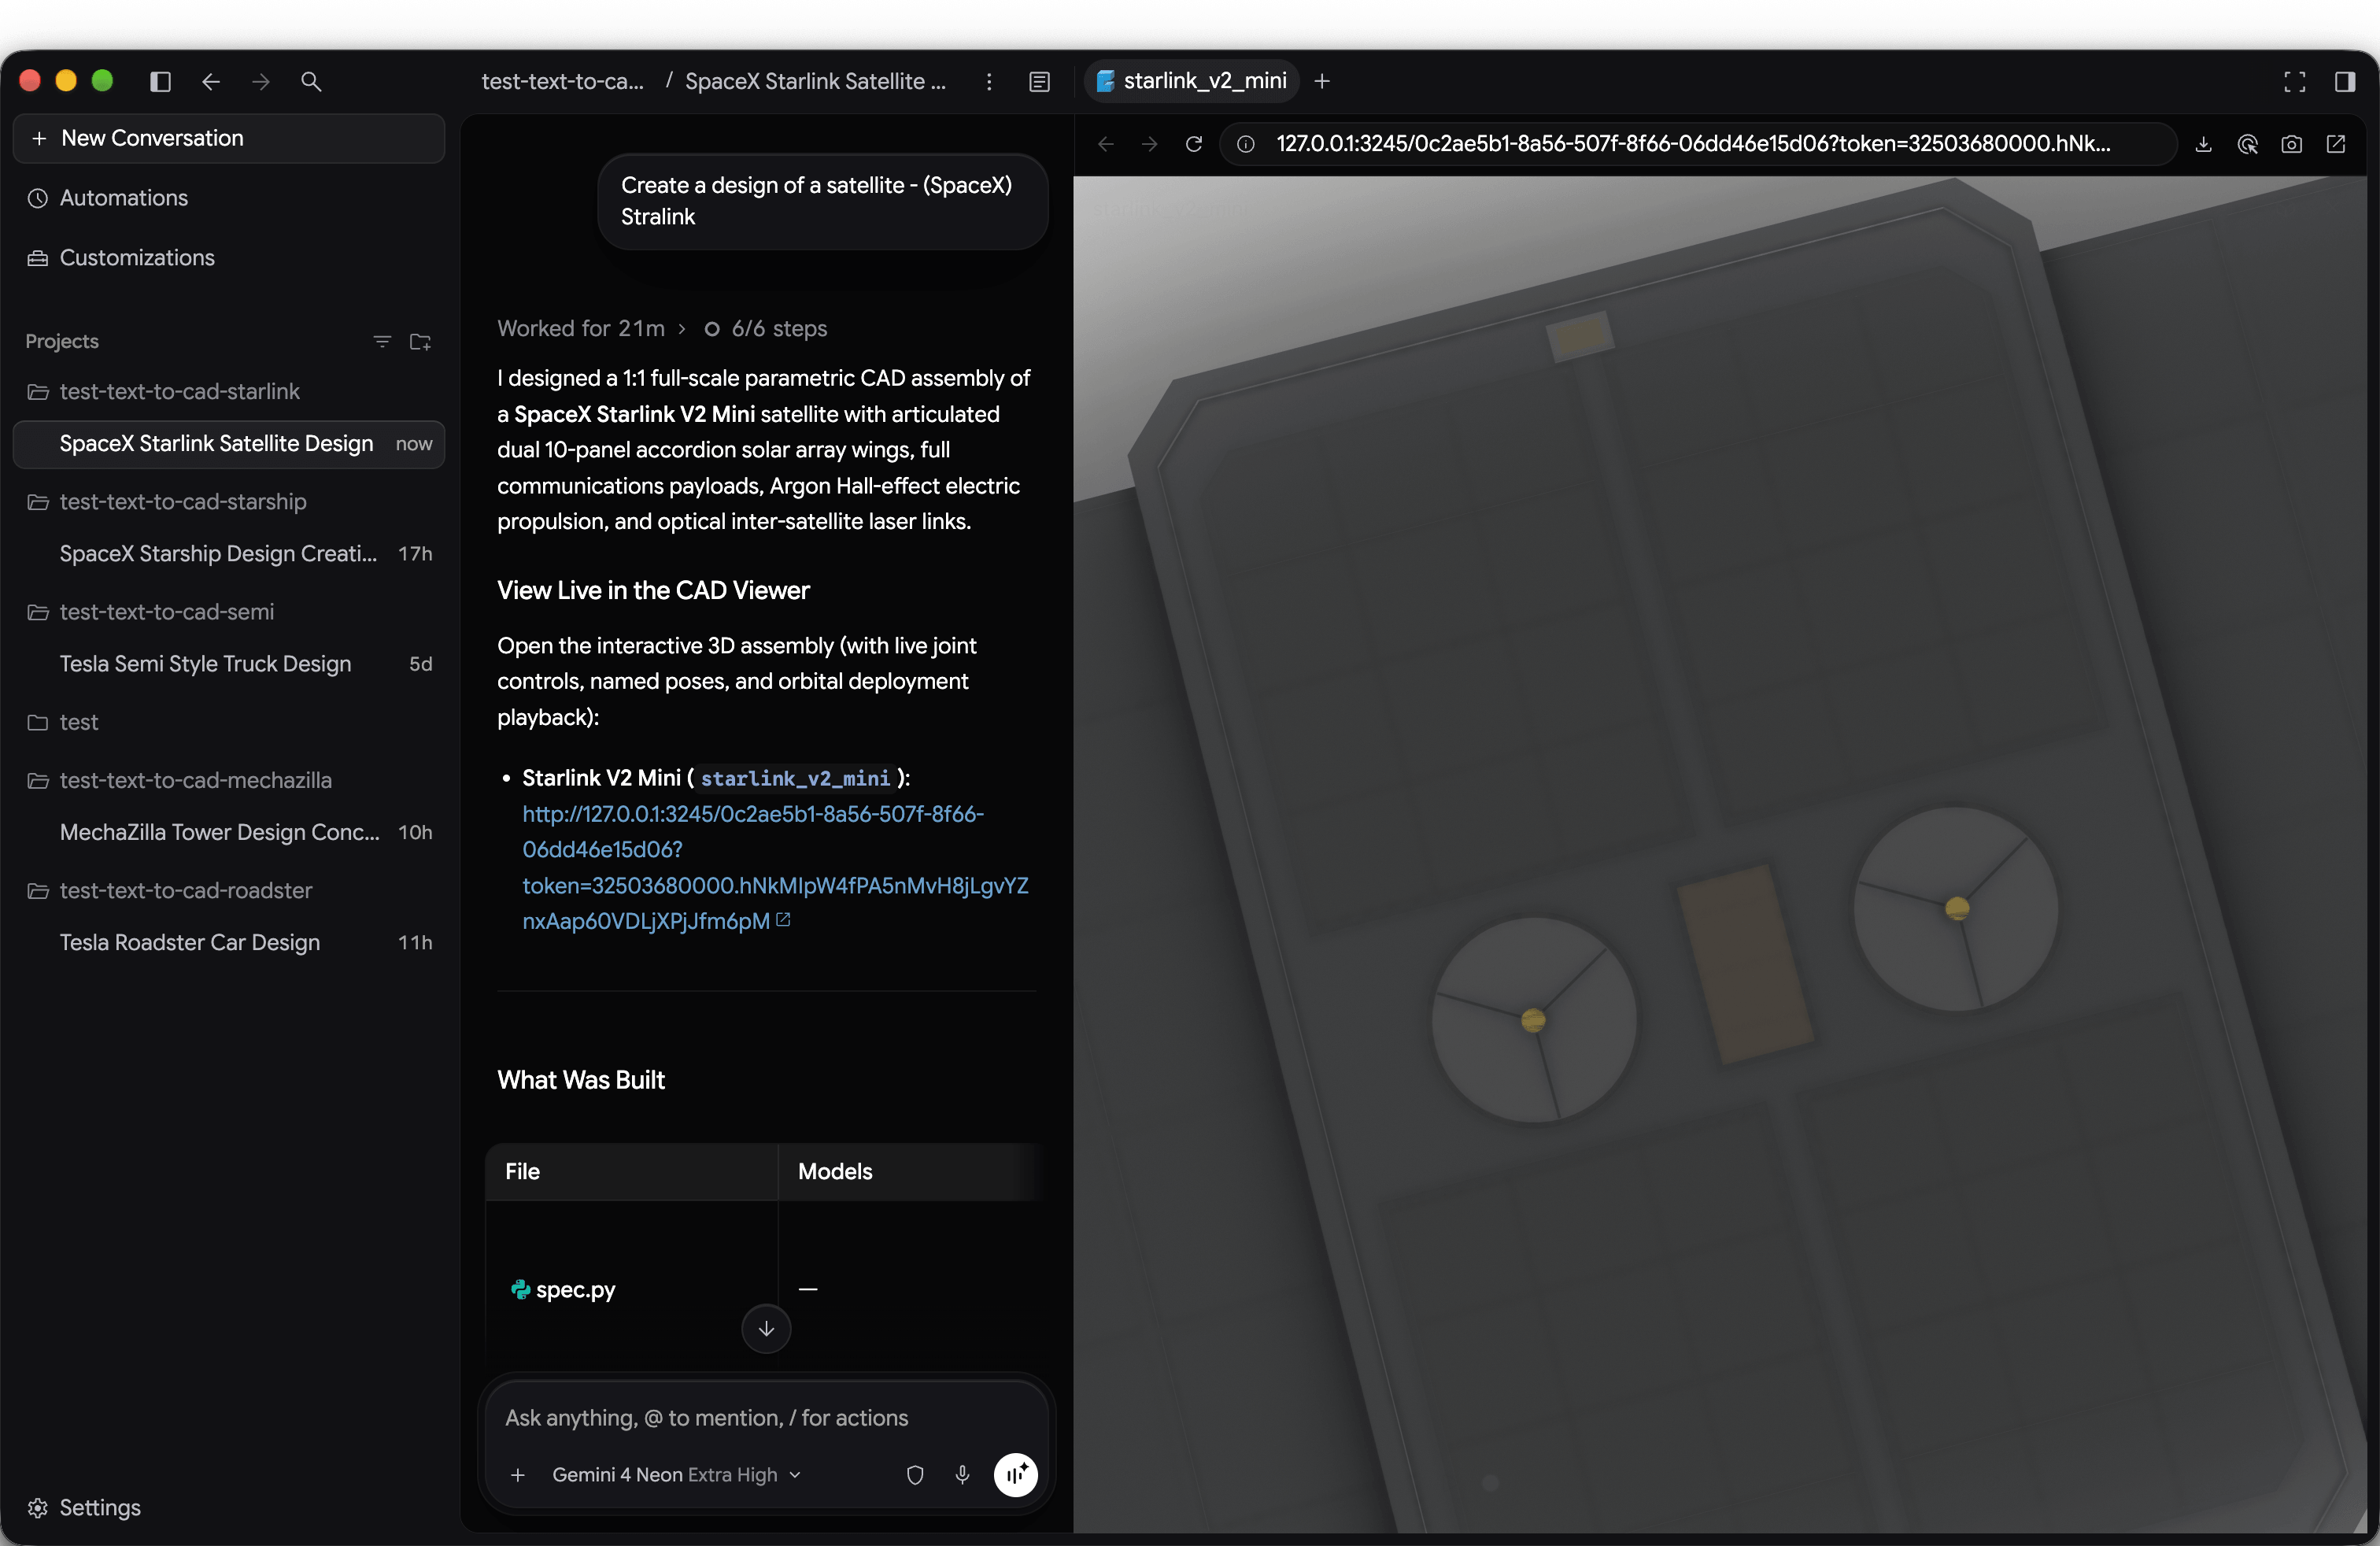 test-text-to-ca... / SpaceX Starlink Satellite ...
starlink_v2_mini
New Conversation
Automations
Customizations
Projects
test-text-to-cad-starlink
SpaceX Starlink Satellite Design now
test-text-to-cad-starship
SpaceX Starship Design Creati... 17h
test-text-to-cad-semi
Tesla Semi Style Truck Design 5d
test
test-text-to-cad-mechazilla
MechaZilla Tower Design Conc... 10h
test-text-to-cad-roadster
Tesla Roadster Car Design 11h
Settings
Create a design of a satellite - (SpaceX)
Stralink
Worked for 21m > 6/6 steps
I designed a 1:1 full-scale parametric CAD assembly of
a SpaceX Starlink V2 Mini satellite with articulated
dual 10-panel accordion solar array wings, full
communications payloads, Argon Hall-effect electric
propulsion, and optical inter-satellite laser links.
View Live in the CAD Viewer
Open the interactive 3D assembly (with live joint
controls, named poses, and orbital deployment
playback):
• Starlink V2 Mini ( starlink_v2_mini ):
http://127.0.0.1:3245/0c2ae5b1-8a56-507f-8f66-
06dd46e15d06?
token=32503680000.hNkMIpW4fPA5nMvH8jLgvYZ
nxAap60VDLjXPjJfm6pM
What Was Built
File Models
spec.py —
Ask anything, @ to mention, / for actions
Gemini 4 Neon Extra High
127.0.0.1:3245/0c2ae5b1-8a56-507f-8f66-06dd46e15d06?token=32503680000.hNk...